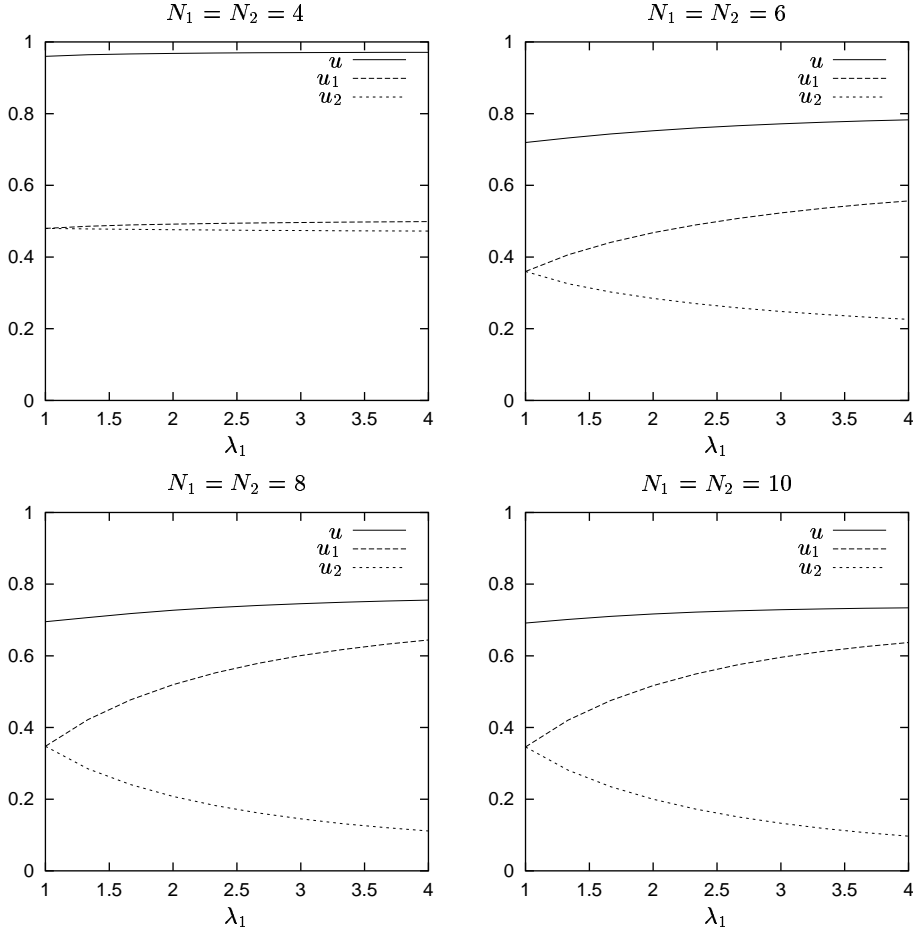 N₁ = N₂ = 4
1
0.8
0.6
0.4
0.2
0
u
u₁
u₂
1 1.5 2 2.5 3 3.5 4
λ₁
N₁ = N₂ = 6
1
0.8
0.6
0.4
0.2
0
u
u₁
u₂
1 1.5 2 2.5 3 3.5 4
λ₁
N₁ = N₂ = 8
1
0.8
0.6
0.4
0.2
0
u
u₁
u₂
1 1.5 2 2.5 3 3.5 4
λ₁
N₁ = N₂ = 10
1
0.8
0.6
0.4
0.2
0
u
u₁
u₂
1 1.5 2 2.5 3 3.5 4
λ₁